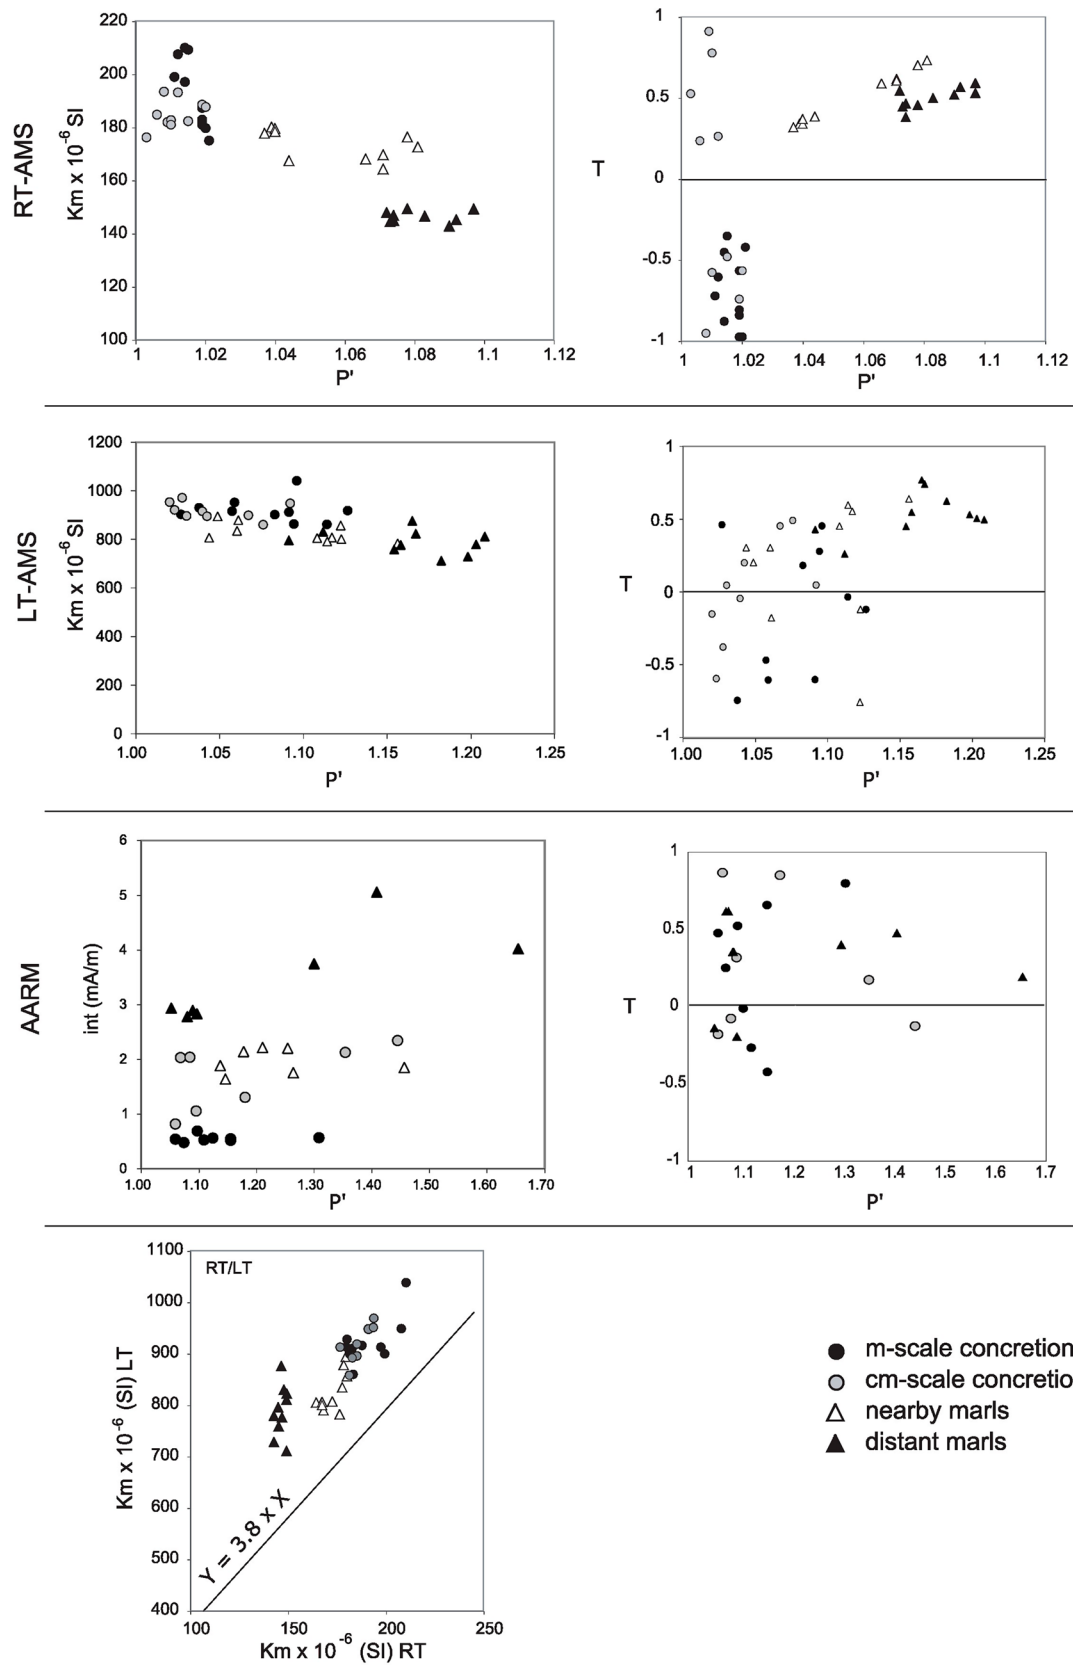 RT-AMS
Km x 10-6 SI
220
200
180
160
140
120
100
1 1.02 1.04 1.06 1.08 1.1 1.12
P'
T
1
0.5
0
-0.5
-1
1 1.02 1.04 1.06 1.08 1.1 1.12
P'
LT-AMS
Km x 10-6 SI
1200
1000
800
600
400
200
0
1.00 1.05 1.10 1.15 1.20 1.25
P'
T
1
0.5
0
-0.5
-1
1.00 1.05 1.10 1.15 1.20 1.25
P'
AARM
int (mA/m)
6
5
4
3
2
1
0
1.00 1.10 1.20 1.30 1.40 1.50 1.60 1.70
P'
T
1
0.5
0
-0.5
-1
1 1.1 1.2 1.3 1.4 1.5 1.6 1.7
P'
RT/LT
Km x 10-6 (SI) LT
1100
1000
900
800
700
600
500
400
Y = 3.8 x X
100 150 200 250
Km x 10-6 (SI) RT
m-scale concretion
cm-scale concretio
nearby marls
distant marls